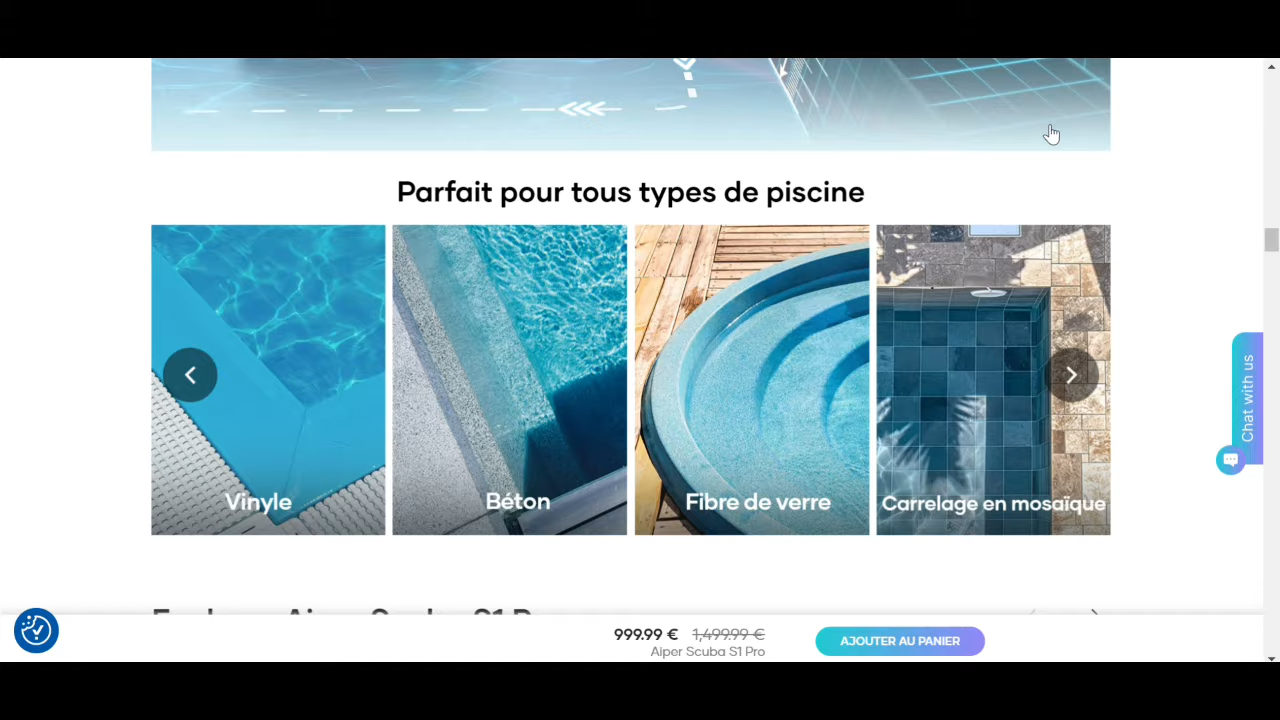 Parfait pour tous types de piscine
Vinyle
Béton
Fibre de verre
Carrelage en mosaïque
Chat with us
999.99 €
1,499.99 €
Aiper Scuba S1 Pro
AJOUTER AU PANIER